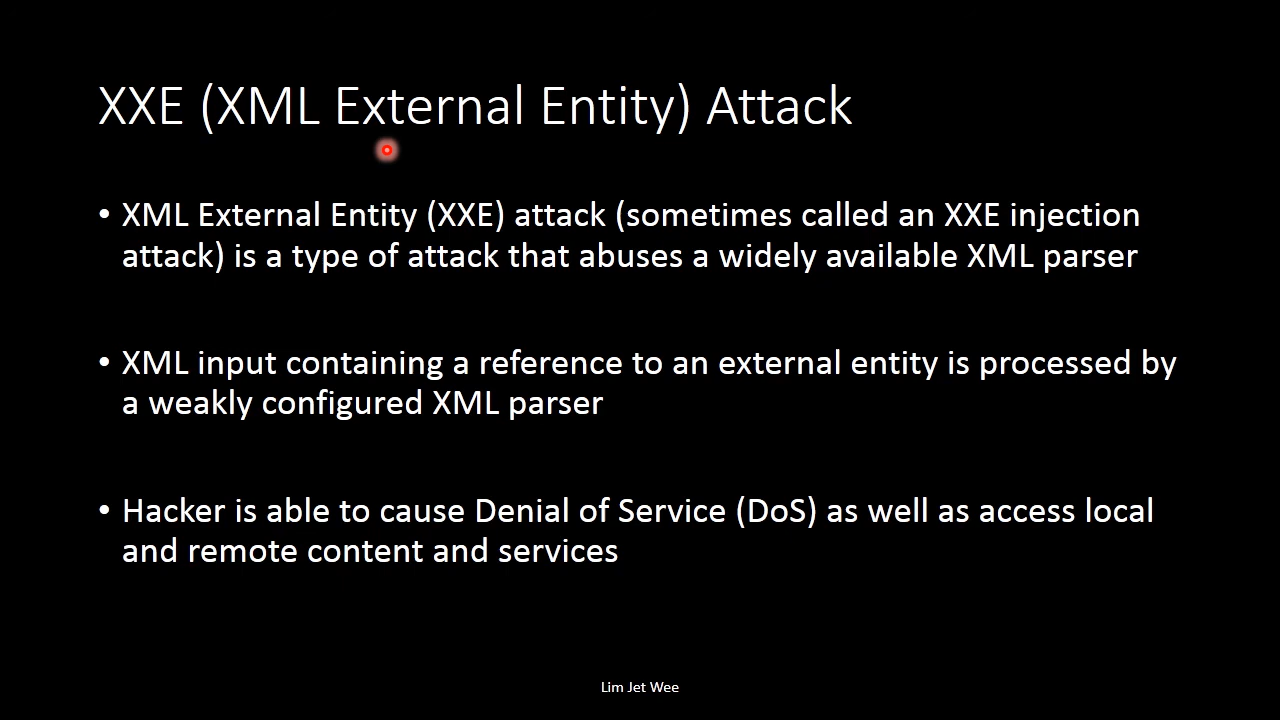 XXE (XML External Entity) Attack
• XML External Entity (XXE) attack (sometimes called an XXE injection
attack) is a type of attack that abuses a widely available XML parser
• XML input containing a reference to an external entity is processed by
a weakly configured XML parser
• Hacker is able to cause Denial of Service (DoS) as well as access local
and remote content and services
Lim Jet Wee